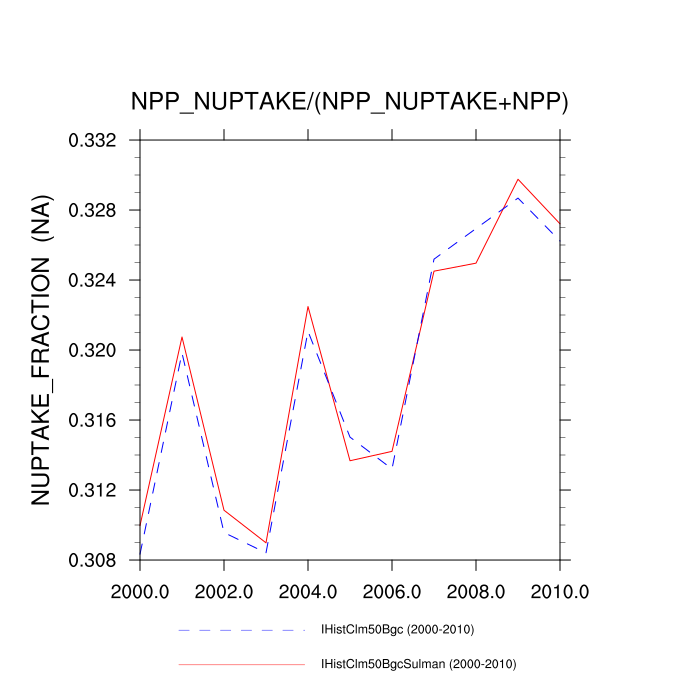 NPP_NUPTAKE/(NPP_NUPTAKE+NPP)
NUPTAKE_FRACTION (NA)
0.332
0.328
0.324
0.320
0.316
0.312
0.308
2000.0 2002.0 2004.0 2006.0 2008.0 2010.0
IHistClm50Bgc (2000-2010)
IHistClm50BgcSulman (2000-2010)